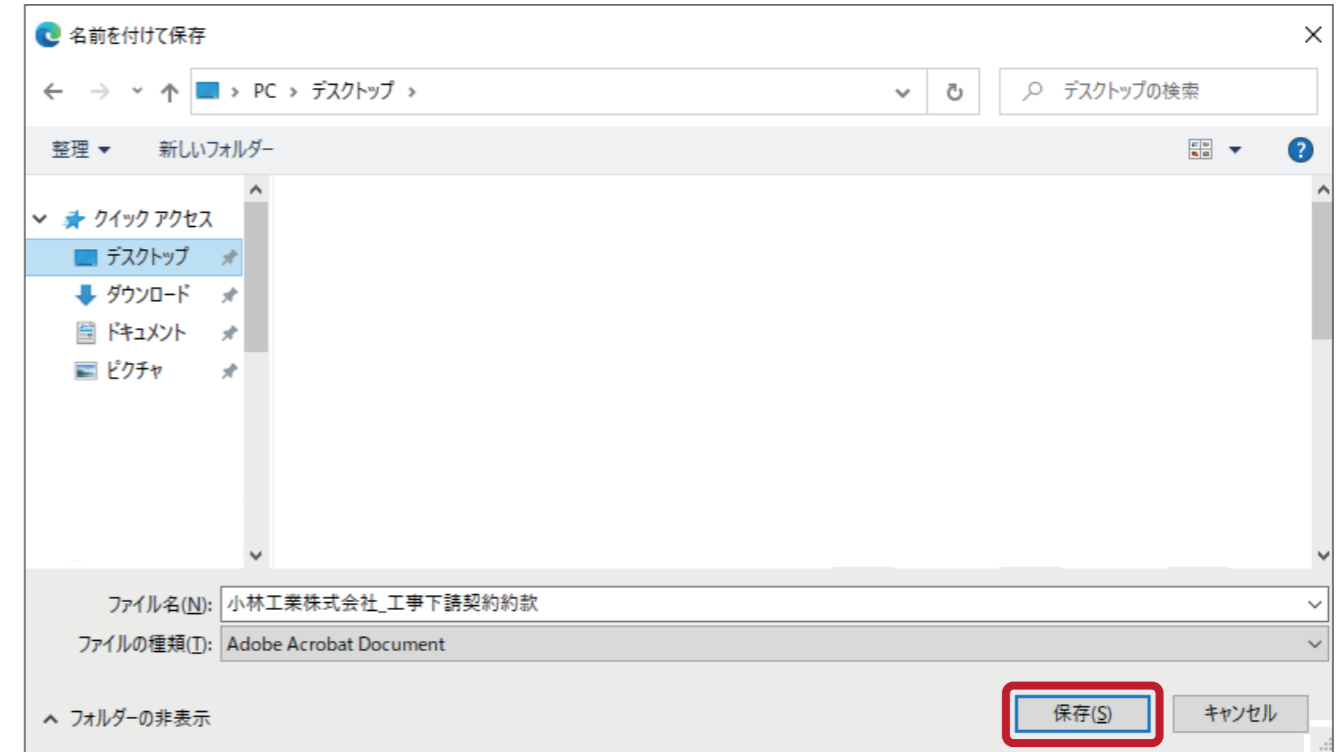 名前を付けて保存
PC › デスクトップ ›
デスクトップの検索
整理 新しいフォルダー
クイック アクセス
デスクトップ
ダウンロード
ドキュメント
ピクチャ
ファイル名(N): 小林工業株式会社_工事下請契約約款
ファイルの種類(T): Adobe Acrobat Document
フォルダーの非表示
保存(S) キャンセル